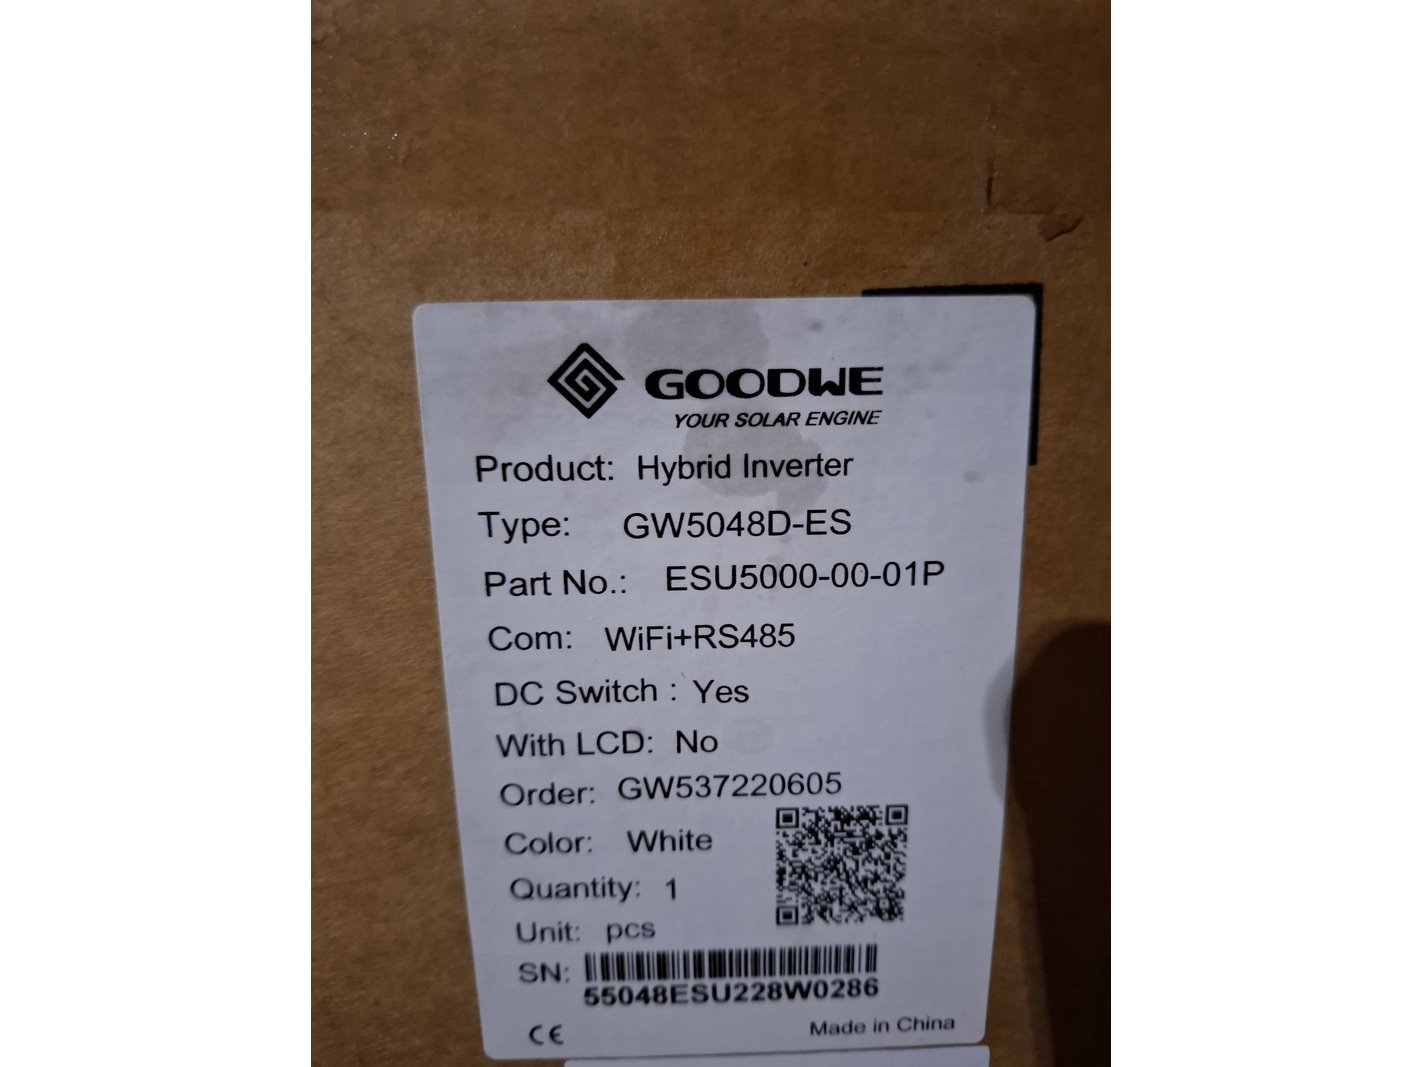 GOODWE
YOUR SOLAR ENGINE
Product: Hybrid Inverter
Type: GW5048D-ES
Part No.: ESU5000-00-01P
Com: WiFi+RS485
DC Switch : Yes
With LCD: No
Order: GW537220605
Color: White
Quantity: 1
Unit: pcs
SN:
55048ESU228W0286
CE Made in China